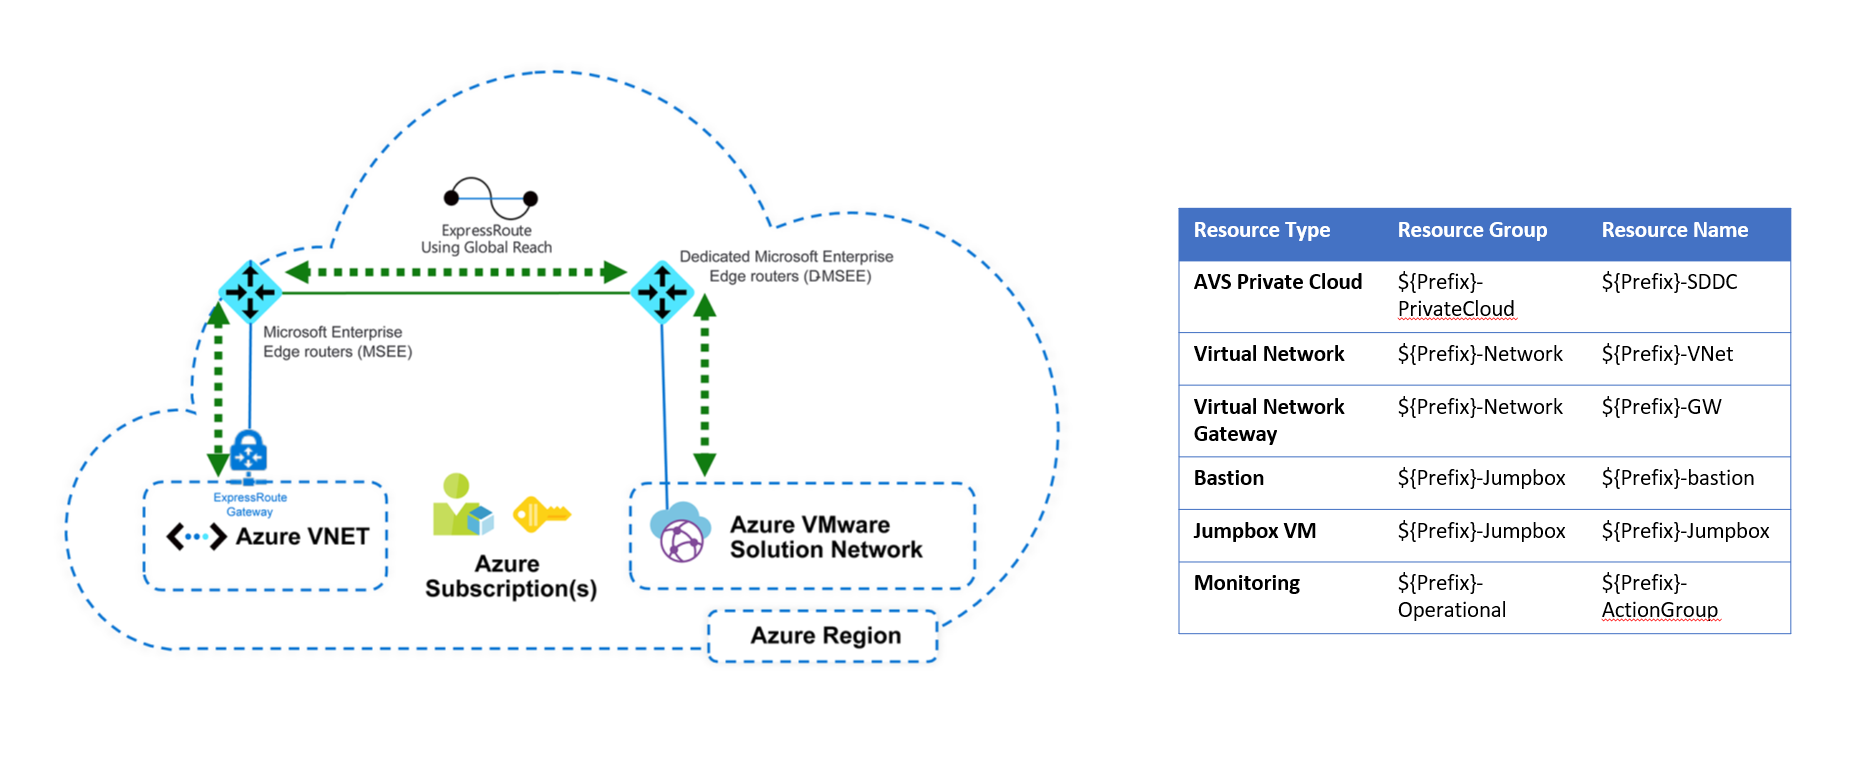 ExpressRoute
Using Global Reach
Dedicated Microsoft Enterprise
Edge routers (D-MSEE)
Microsoft Enterprise
Edge routers (MSEE)
ExpressRoute
Gateway
Azure VNET
Azure
Subscription(s)
Azure VMware
Solution Network
Azure Region
Resource Type Resource Group Resource Name
AVS Private Cloud ${Prefix}- ${Prefix}-SDDC
PrivateCloud
Virtual Network ${Prefix}-Network ${Prefix}-VNet
Virtual Network ${Prefix}-Network ${Prefix}-GW
Gateway
Bastion ${Prefix}-Jumpbox ${Prefix}-bastion
Jumpbox VM ${Prefix}-Jumpbox ${Prefix}-Jumpbox
Monitoring ${Prefix}- ${Prefix}-
Operational ActionGroup